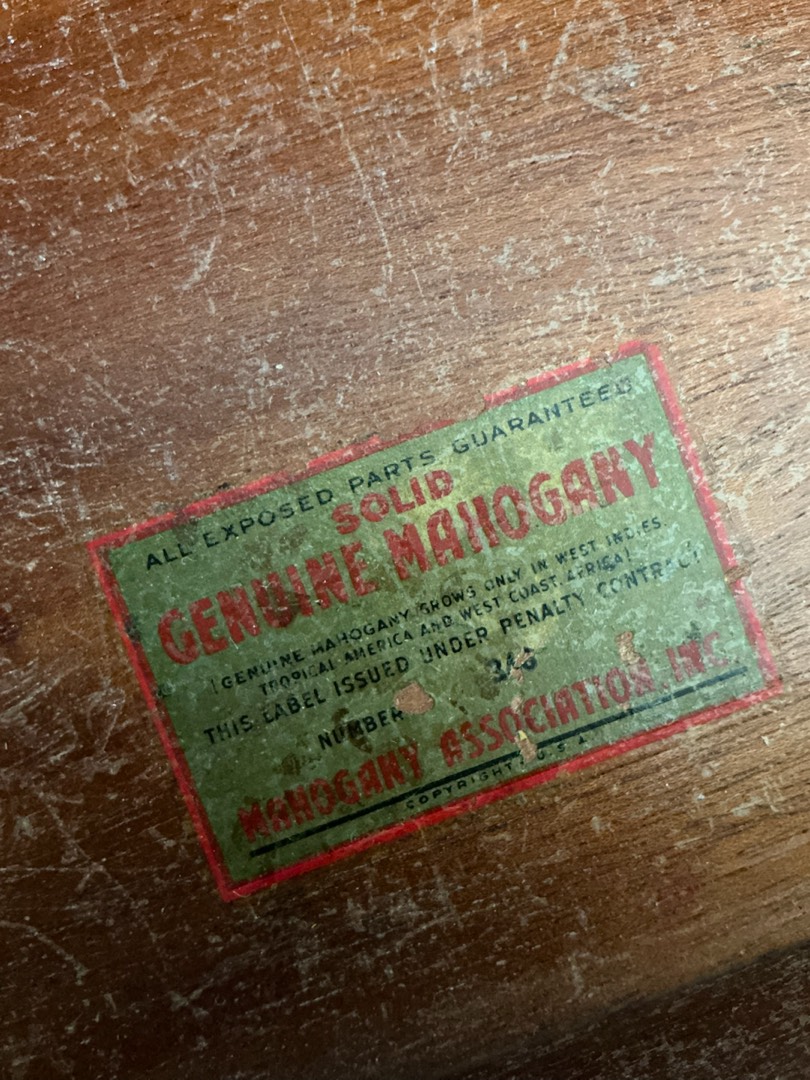 ALL EXPOSED PARTS GUARANTEED
SOLID
GENUINE MAHOGANY
(GENUINE MAHOGANY GROWS ONLY IN WEST INDIES,
TROPICAL AMERICA AND WEST COAST AFRICA)
THIS LABEL ISSUED UNDER PENALTY CONTRACT
NUMBER
MAHOGANY ASSOCIATION, INC.
COPYRIGHT, U.S.A.